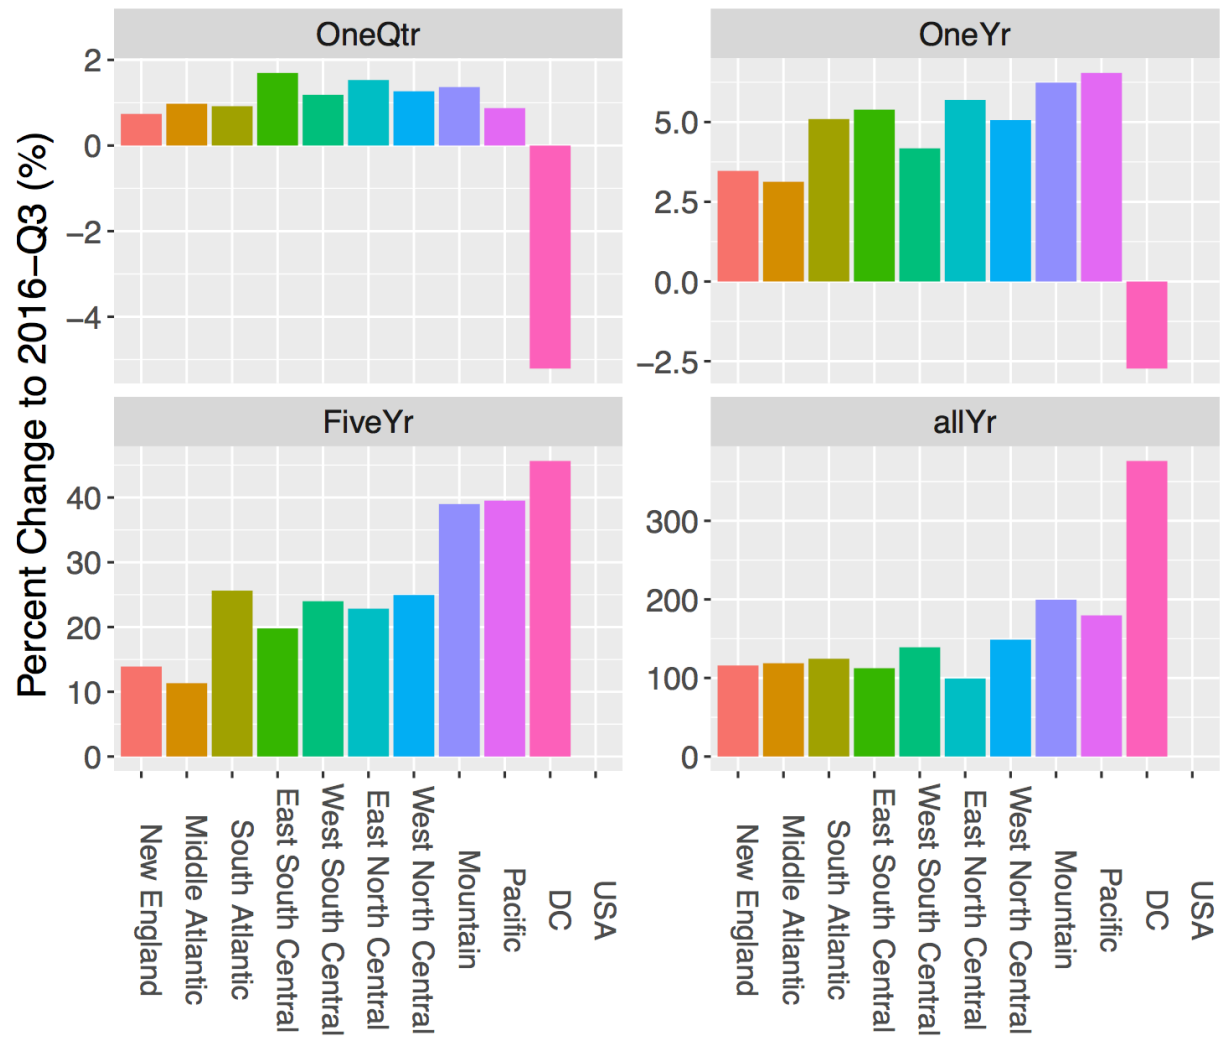 Percent Change to 2016−Q3 (%)
OneQtr
2
0
−2
−4
OneYr
5.0
2.5
0.0
−2.5
FiveYr
40
30
20
10
0
allYr
300
200
100
0
New England
Middle Atlantic
South Atlantic
East South Central
West South Central
East North Central
West North Central
Mountain
Pacific
DC
USA
New England
Middle Atlantic
South Atlantic
East South Central
West South Central
East North Central
West North Central
Mountain
Pacific
DC
USA